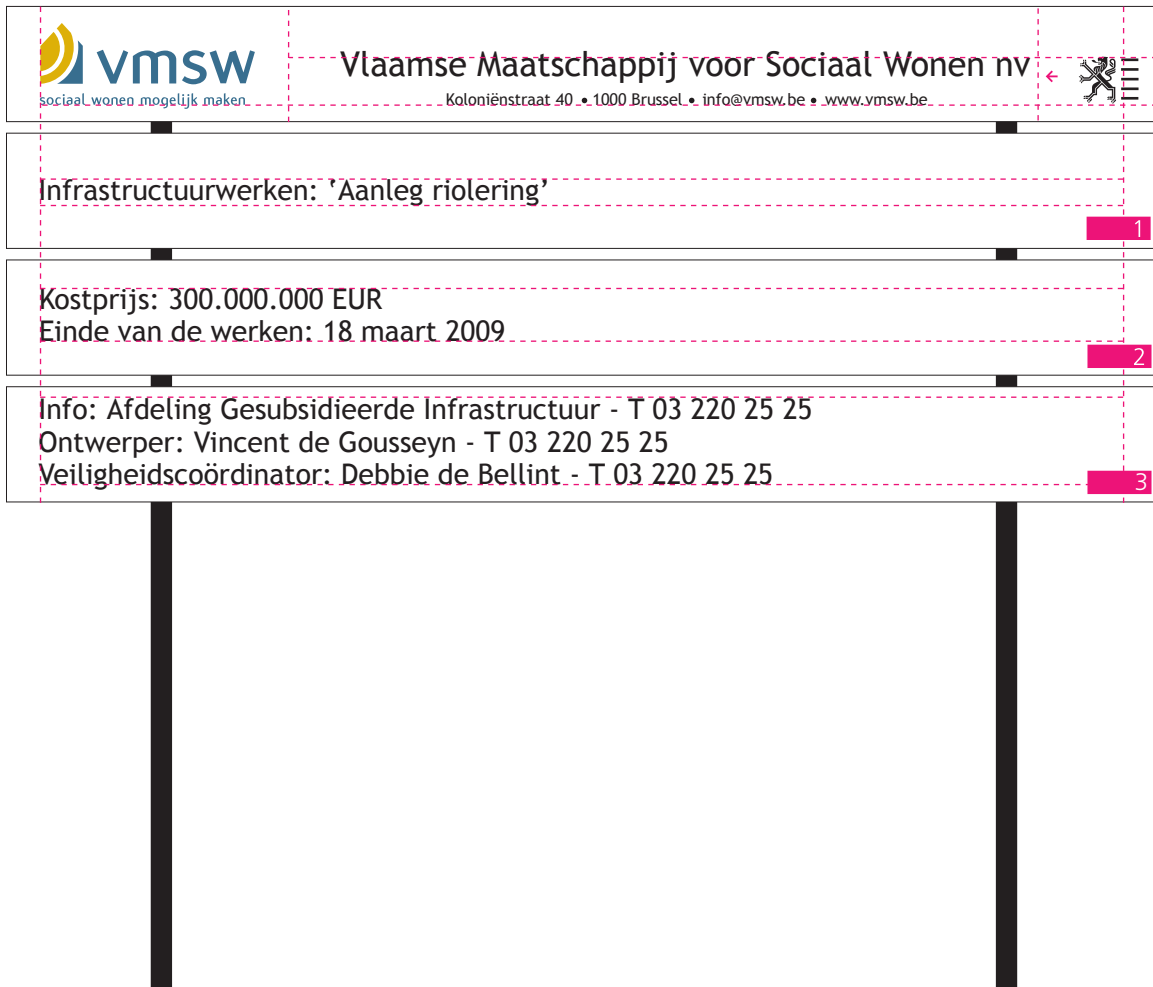 vmsw
sociaal wonen mogelijk maken
Vlaamse Maatschappij voor Sociaal Wonen nv
Koloniënstraat 40 • 1000 Brussel • info@vmsw.be • www.vmsw.be
Infrastructuurwerken: ‘Aanleg riolering’
1
Kostprijs: 300.000.000 EUR
Einde van de werken: 18 maart 2009
2
Info: Afdeling Gesubsidieerde Infrastructuur - T 03 220 25 25
Ontwerper: Vincent de Gousseyn - T 03 220 25 25
Veiligheidscoördinator: Debbie de Bellint - T 03 220 25 25
3